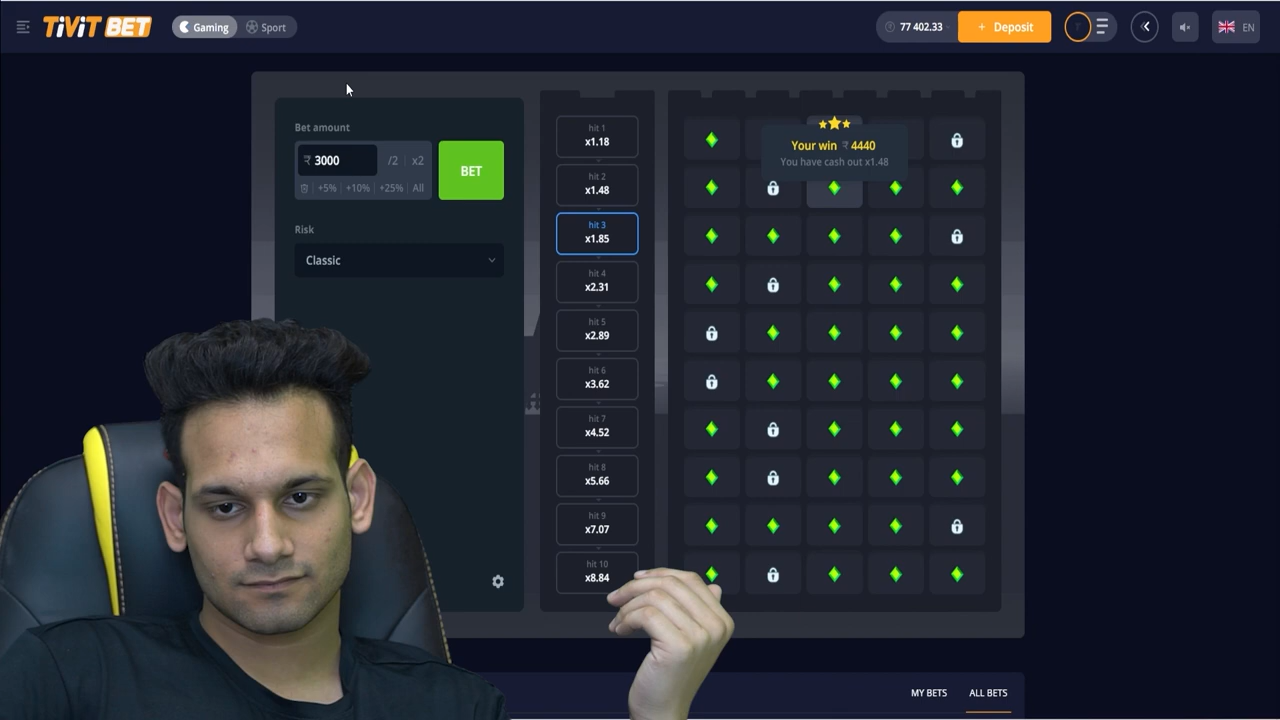 TiViT BET
Gaming
Sport
77 402.33
+ Deposit
EN
Bet amount
₹ 3000
/2
x2
+5%
+10%
+25%
All
BET
Risk
Classic
hit 1
x1.18
hit 2
x1.48
hit 3
x1.85
hit 4
x2.31
hit 5
x2.89
hit 6
x3.62
hit 7
x4.52
hit 8
x5.66
hit 9
x7.07
hit 10
x8.84
Your win ₹ 4440
You have cash out x1.48
MY BETS
ALL BETS